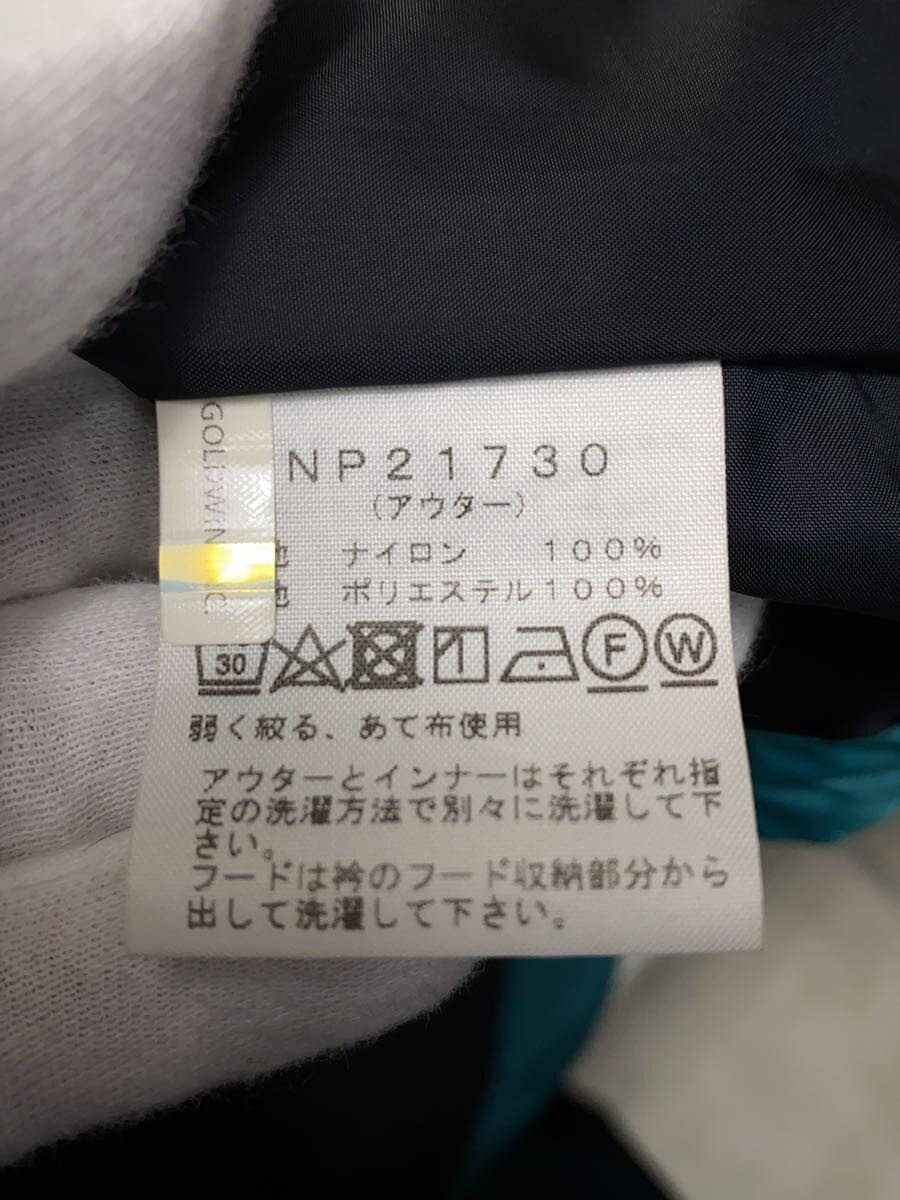 GOLDWIN
NP21730
(アウター)
地 ナイロン 100%
地 ポリエステル100%
30
F W
弱く絞る、あて布使用
アウターとインナーはそれぞれ指
定の洗濯方法で別々に洗濯して下
さい。
フードは衿のフード収納部分から
出して洗濯して下さい。